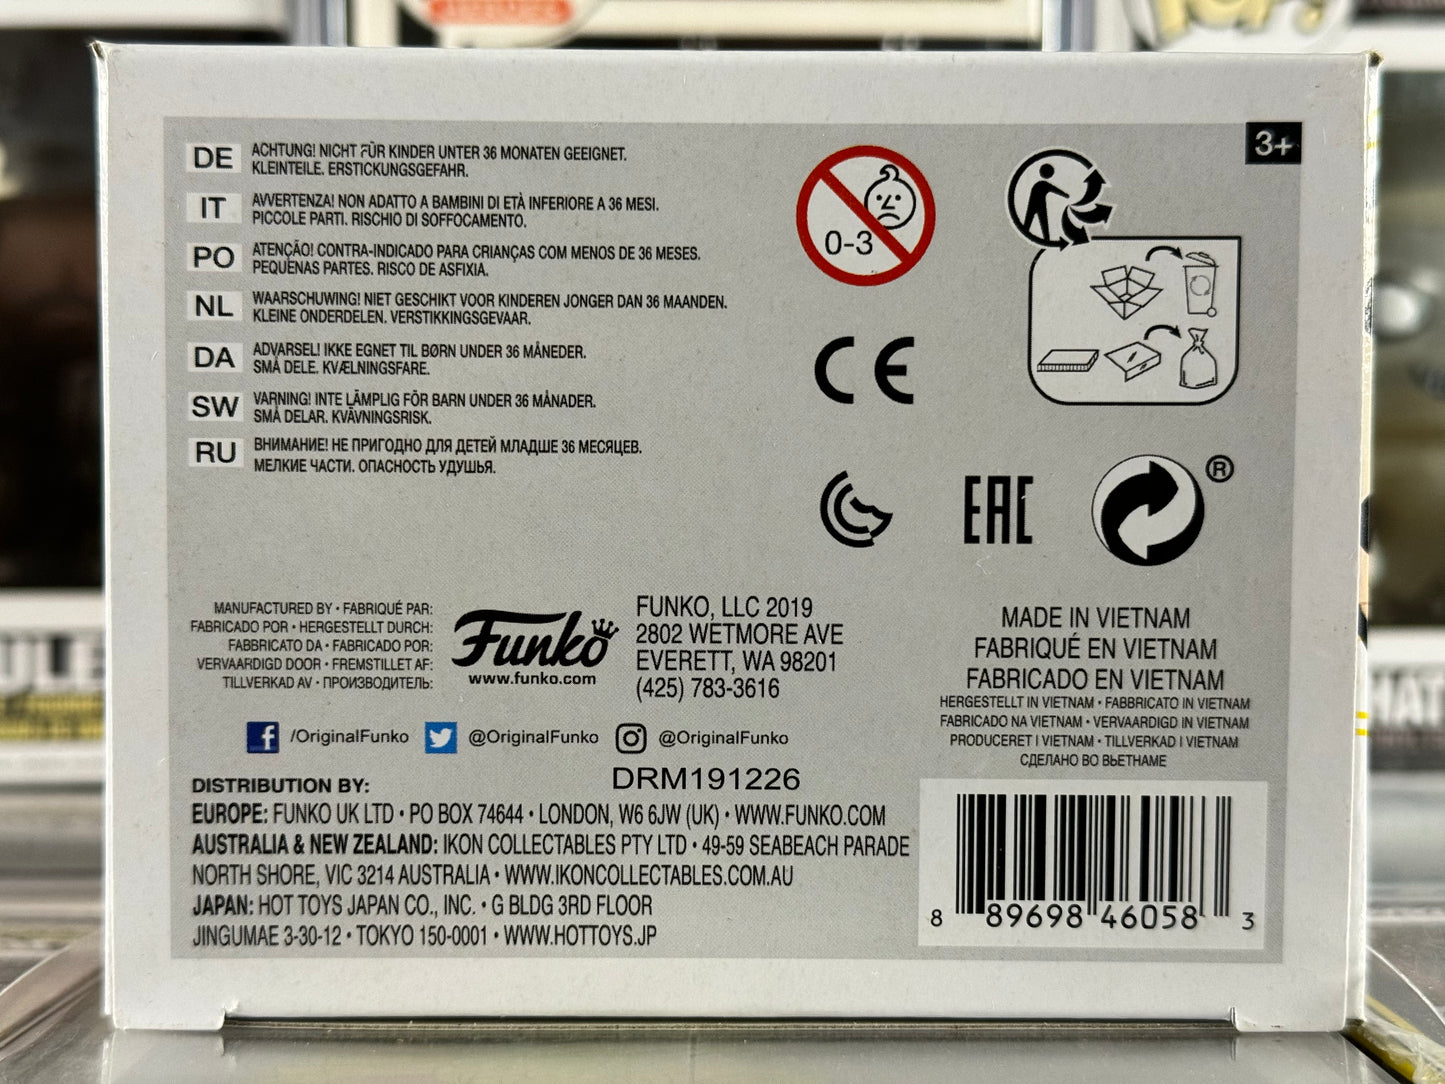 3+
DE ACHTUNG! NICHT FÜR KINDER UNTER 36 MONATEN GEEIGNET.
KLEINTEILE. ERSTICKUNGSGEFAHR.
IT AVVERTENZA! NON ADATTO A BAMBINI DI ETÀ INFERIORE A 36 MESI.
PICCOLE PARTI. RISCHIO DI SOFFOCAMENTO.
PO ATENÇÃO! CONTRA-INDICADO PARA CRIANÇAS COM MENOS DE 36 MESES.
PEQUENAS PARTES. RISCO DE ASFIXIA.
NL WAARSCHUWING! NIET GESCHIKT VOOR KINDEREN JONGER DAN 36 MAANDEN.
KLEINE ONDERDELEN. VERSTIKKINGSGEVAAR.
DA ADVARSEL! IKKE EGNET TIL BØRN UNDER 36 MÅNEDER.
SMÅ DELE. KVÆLNINGSFARE.
SW VARNING! INTE LÄMPLIG FÖR BARN UNDER 36 MÅNADER.
SMÅ DELAR. KVÄVNINGSRISK.
RU ВНИМАНИЕ! НЕ ПРИГОДНО ДЛЯ ДЕТЕЙ МЛАДШЕ 36 МЕСЯЦЕВ.
МЕЛКИЕ ЧАСТИ. ОПАСНОСТЬ УДУШЬЯ.
0-3
CE
EAC
®
MANUFACTURED BY • FABRIQUÉ PAR:
FABRICADO POR • HERGESTELLT DURCH:
FABBRICATO DA • FABRICADO POR:
VERVAARDIGD DOOR • FREMSTILLET AF:
TILLVERKAD AV • ПРОИЗВОДИТЕЛЬ:
Funko
www.funko.com
FUNKO, LLC 2019
2802 WETMORE AVE
EVERETT, WA 98201
(425) 783-3616
MADE IN VIETNAM
FABRIQUÉ EN VIETNAM
FABRICADO EN VIETNAM
HERGESTELLT IN VIETNAM • FABBRICATO IN VIETNAM
FABRICADO NA VIETNAM • VERVAARDIGD IN VIETNAM
PRODUCERET I VIETNAM • TILLVERKAD I VIETNAM
СДЕЛАНО ВО ВЬЕТНАМЕ
/OriginalFunko @OriginalFunko @OriginalFunko
DRM191226
DISTRIBUTION BY:
EUROPE: FUNKO UK LTD • PO BOX 74644 • LONDON, W6 6JW (UK) • WWW.FUNKO.COM
AUSTRALIA & NEW ZEALAND: IKON COLLECTABLES PTY LTD • 49-59 SEABEACH PARADE
NORTH SHORE, VIC 3214 AUSTRALIA • WWW.IKONCOLLECTABLES.COM.AU
JAPAN: HOT TOYS JAPAN CO., INC. • G BLDG 3RD FLOOR
JINGUMAE 3-30-12 • TOKYO 150-0001 • WWW.HOTTOYS.JP
8 89698 46058 3